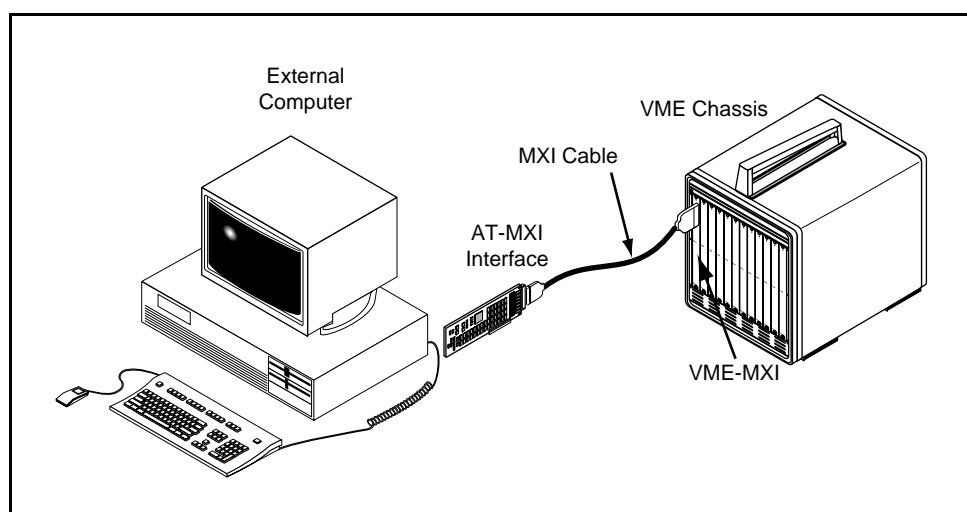 External
Computer
VME Chassis
MXI Cable
AT-MXI
Interface
VME-MXI